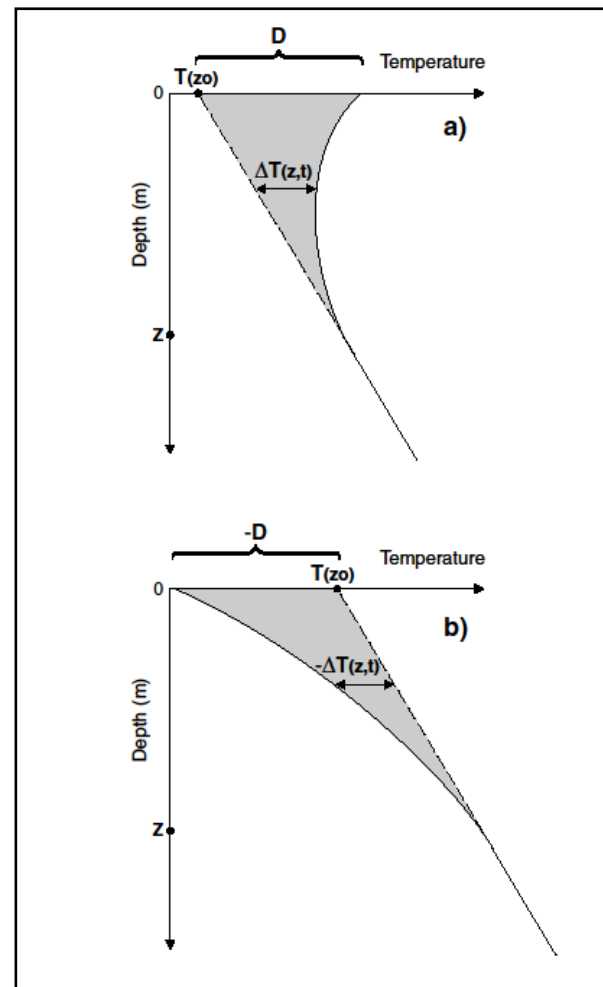 D
Temperature
T(zo)
0
a)
ΔT(z,t)
Depth (m)
z
-D
Temperature
T(zo)
0
b)
-ΔT(z,t)
Depth (m)
z